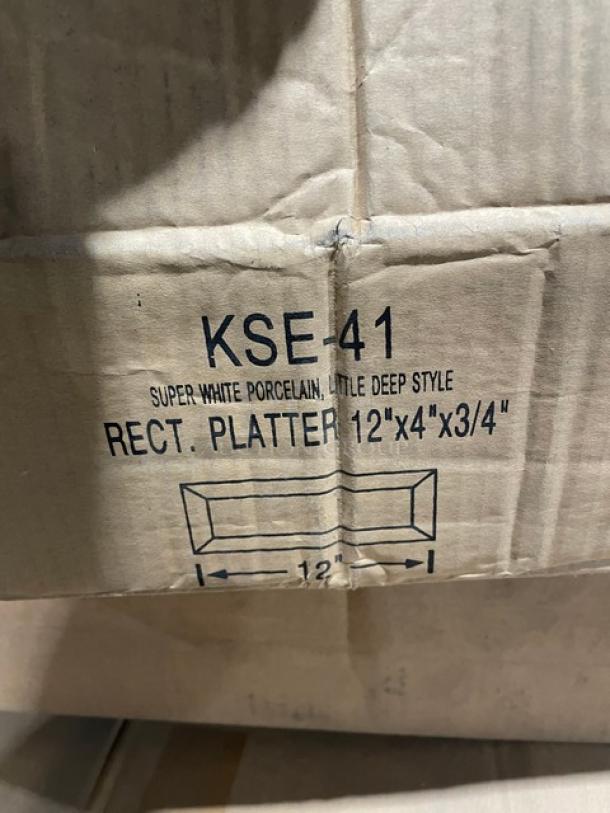 KSE-41
SUPER WHITE PORCELAIN, LITTLE DEEP STYLE
RECT. PLATTER 12"x4"x3/4"
12"